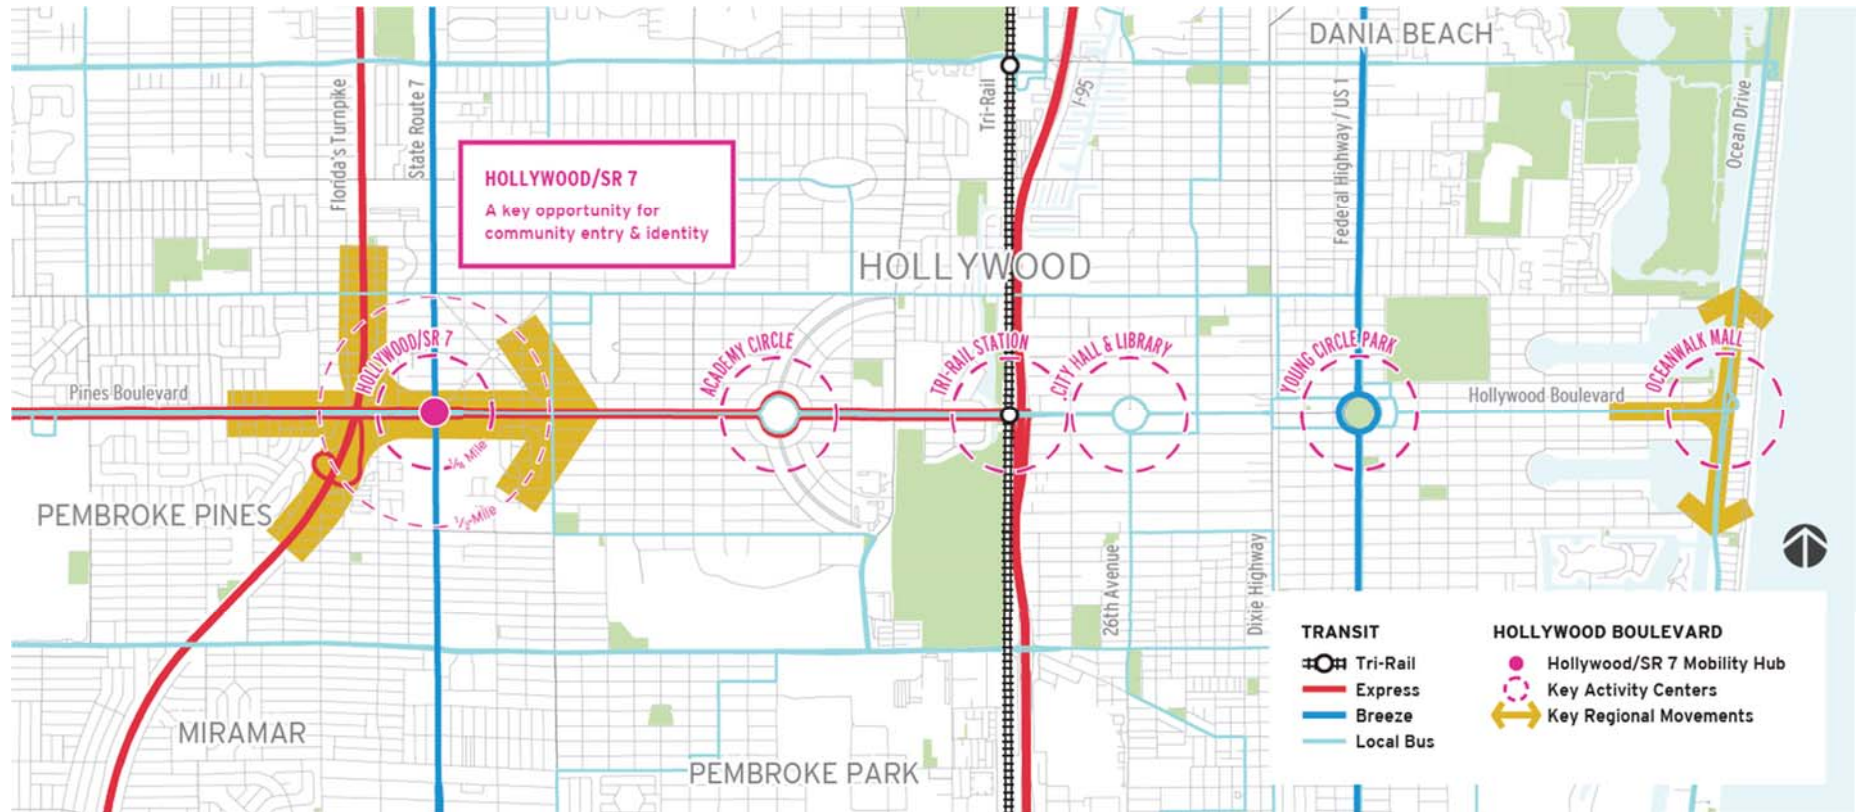 DANIA BEACH
Florida's Turnpike
State Route 7
Tri-Rail
I-95
Federal Highway / US 1
Ocean Drive
HOLLYWOOD/SR 7
A key opportunity for
community entry & identity
HOLLYWOOD
HOLLYWOOD/SR 7
ACADEMY CIRCLE
TRI-RAIL STATION
CITY HALL & LIBRARY
YOUNG CIRCLE PARK
OCEANWALK MALL
Pines Boulevard
Hollywood Boulevard
Mile
1/2-Mile
PEMBROKE PINES
26th Avenue
Dixie Highway
MIRAMAR
PEMBROKE PARK
TRANSIT
Tri-Rail
Express
Breeze
Local Bus
HOLLYWOOD BOULEVARD
Hollywood/SR 7 Mobility Hub
Key Activity Centers
Key Regional Movements